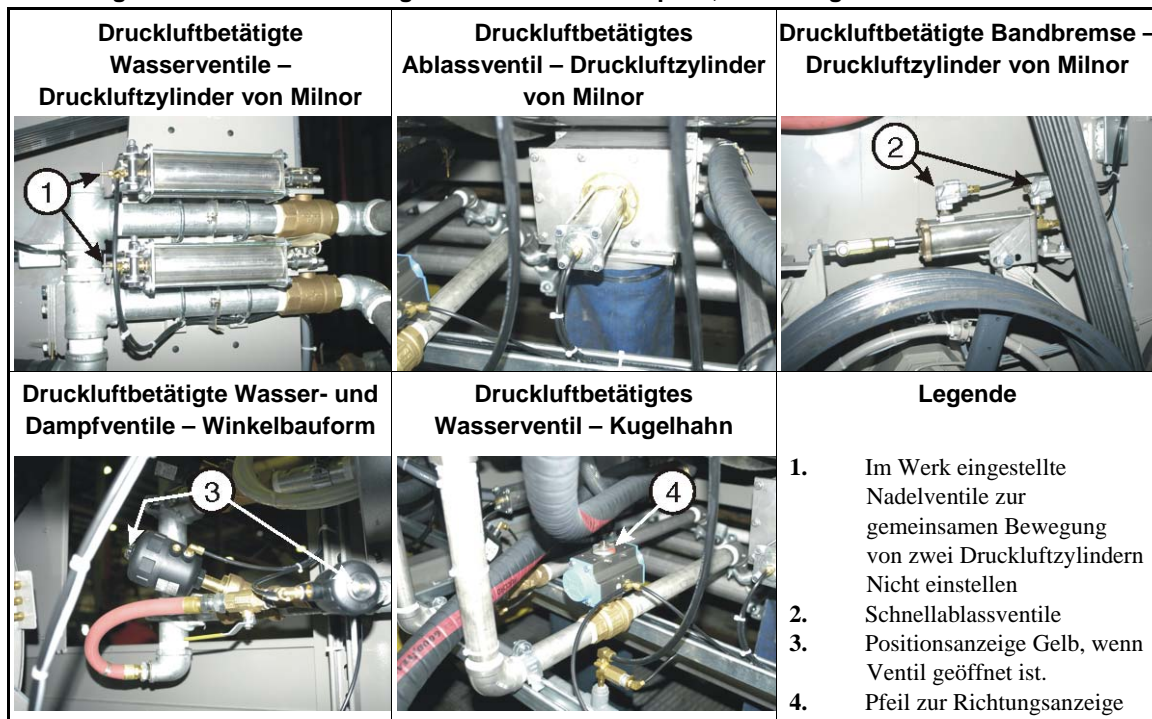 Druckluftbetätigte
Wasserventile –
Druckluftzylinder von Milnor
Druckluftbetätigtes
Ablassventil – Druckluftzylinder
von Milnor
Druckluftbetätigte Bandbremse –
Druckluftzylinder von Milnor
1
2
Druckluftbetätigte Wasser- und
Dampfventile – Winkelbauform
Druckluftbetätigtes
Wasserventil – Kugelhahn
3
4
Legende
1. Im Werk eingestellte
Nadelventile zur
gemeinsamen Bewegung
von zwei Druckluftzylindern
Nicht einstellen
2. Schnellablassventile
3. Positionsanzeige Gelb, wenn
Ventil geöffnet ist.
4. Pfeil zur Richtungsanzeige